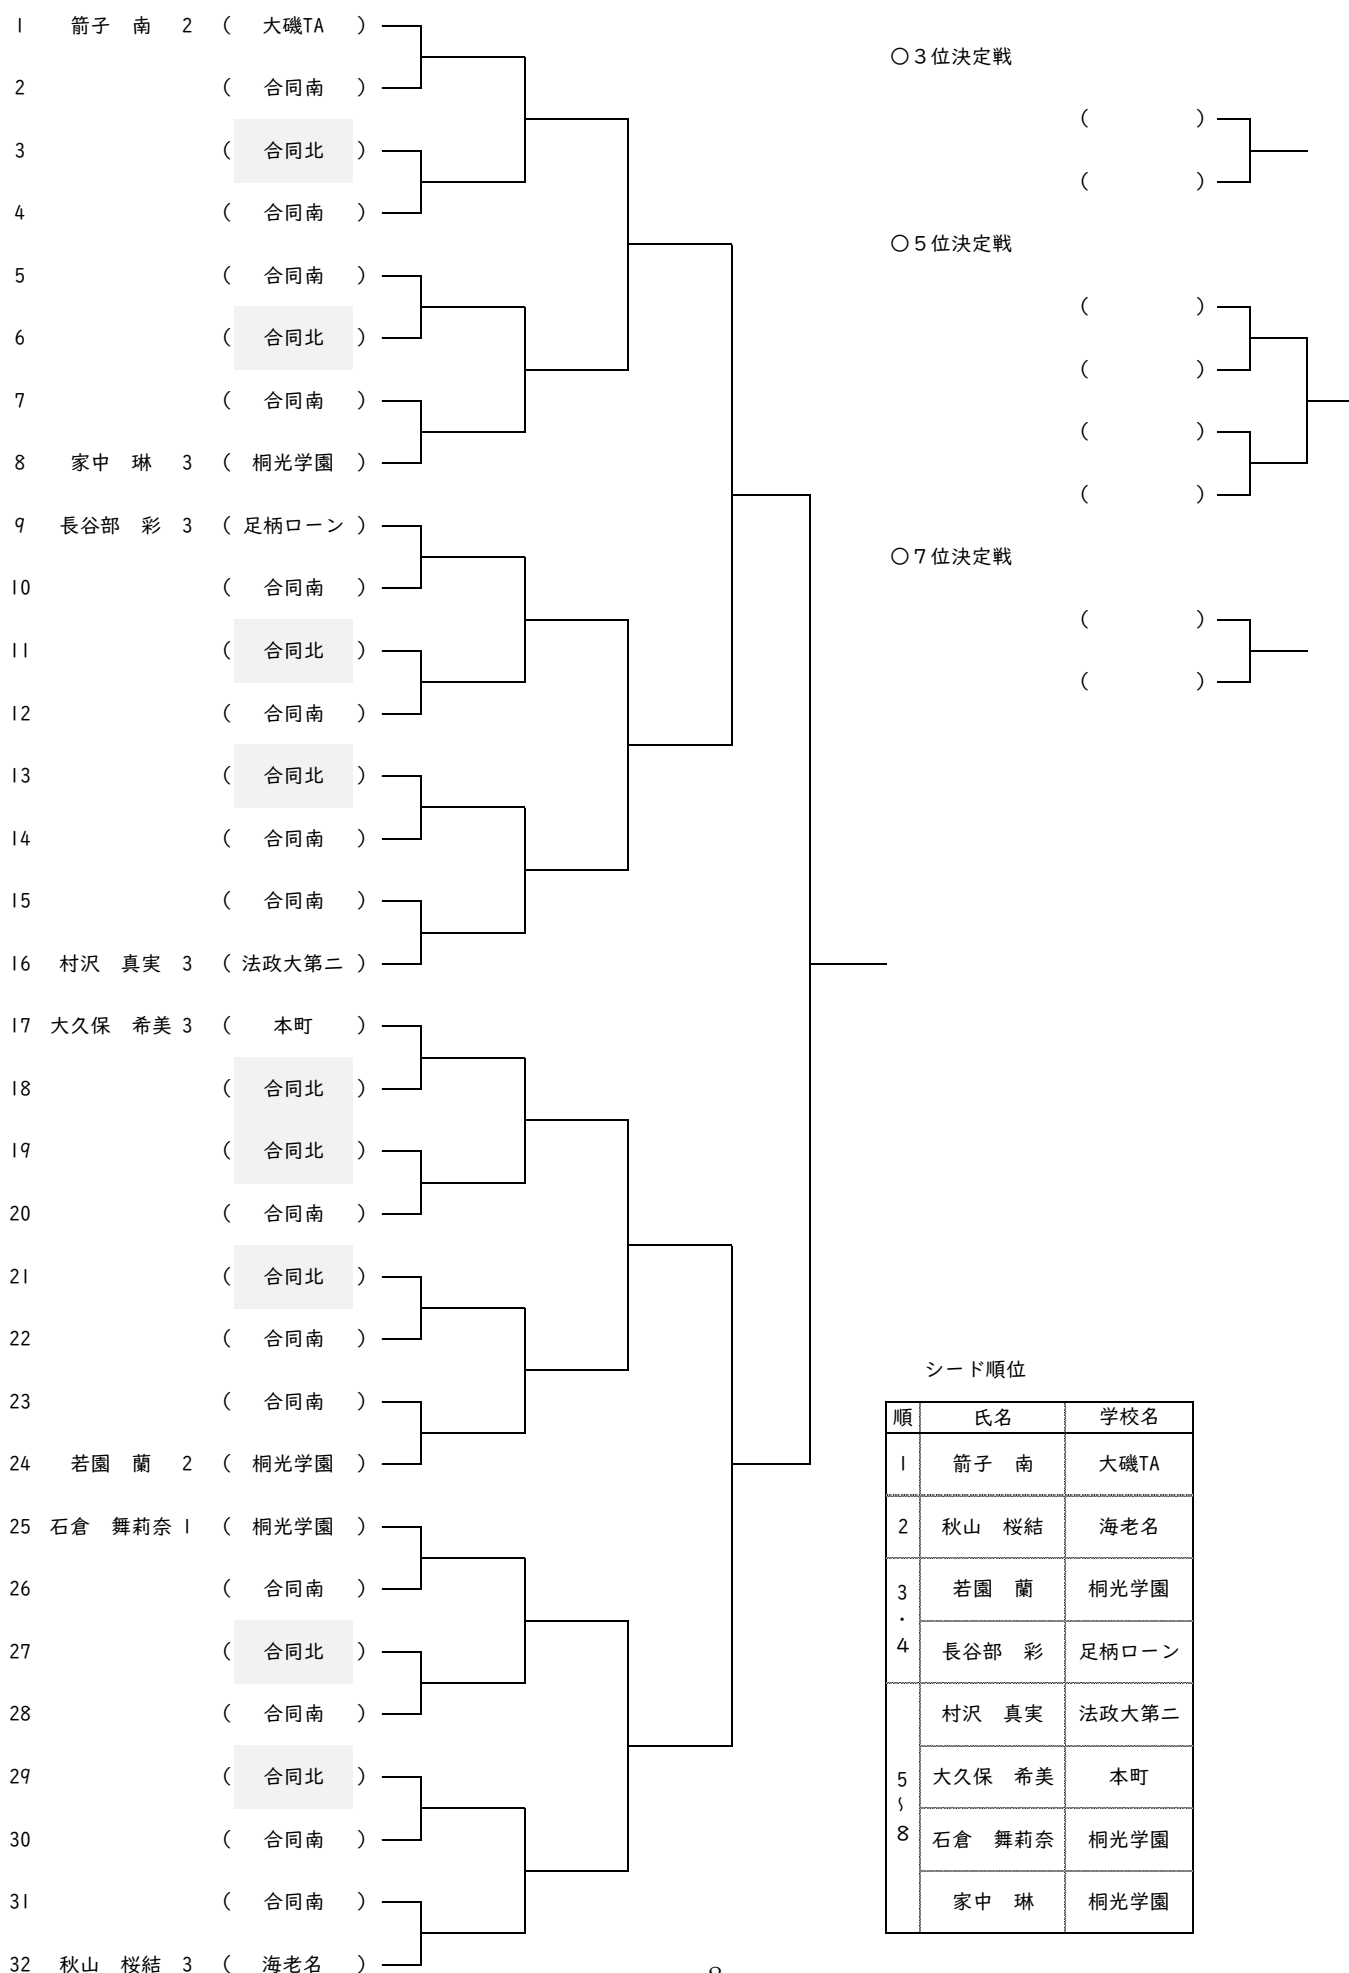 1 箭子 南 2 ( 大磯TA )
2 ( 合同南 )
3 ( 合同北 )
4 ( 合同南 )
5 ( 合同南 )
6 ( 合同北 )
7 ( 合同南 )
8 家中 琳 3 ( 桐光学園 )
9 長谷部 彩 3 ( 足柄ローン )
10 ( 合同南 )
11 ( 合同北 )
12 ( 合同南 )
13 ( 合同北 )
14 ( 合同南 )
15 ( 合同南 )
16 村沢 真実 3 ( 法政大第二 )
17 大久保 希美 3 ( 本町 )
18 ( 合同北 )
19 ( 合同北 )
20 ( 合同南 )
21 ( 合同北 )
22 ( 合同南 )
23 ( 合同南 )
24 若園 蘭 2 ( 桐光学園 )
25 石倉 舞莉奈 1 ( 桐光学園 )
26 ( 合同南 )
27 ( 合同北 )
28 ( 合同南 )
29 ( 合同北 )
30 ( 合同南 )
31 ( 合同南 )
32 秋山 桜結 3 ( 海老名 )
〇3位決定戦
( )
( )
〇5位決定戦
( )
( )
( )
( )
〇7位決定戦
( )
( )
シード順位
順 氏名 学校名
1 箭子 南 大磯TA
2 秋山 桜結 海老名
3・4 若園 蘭 桐光学園
長谷部 彩 足柄ローン
5〜8 村沢 真実 法政大第二
大久保 希美 本町
石倉 舞莉奈 桐光学園
家中 琳 桐光学園